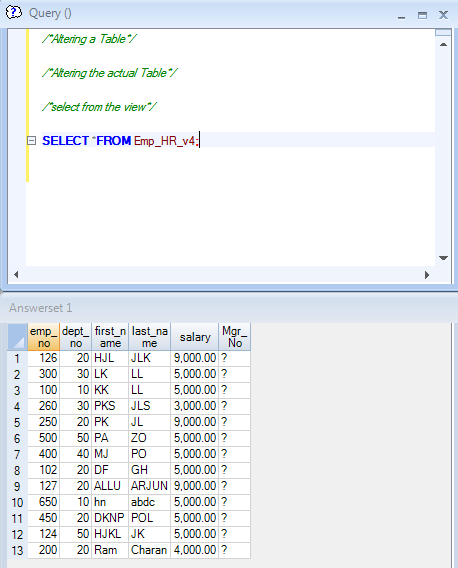 Query ()
/*Altering a Table*/
/*Altering the actual Table*/
/*select from the view*/
SELECT *FROM Emp_HR_v4;
Answerset 1
emp_no dept_no first_name last_name salary Mgr_No
1 126 20 HJL JLK 9,000.00 ?
2 300 30 LK LL 5,000.00 ?
3 100 10 KK LL 5,000.00 ?
4 260 30 PKS JLS 3,000.00 ?
5 250 20 PK JL 9,000.00 ?
6 500 50 PA ZO 5,000.00 ?
7 400 40 MJ PO 5,000.00 ?
8 102 20 DF GH 5,000.00 ?
9 127 20 ALLU ARJUN 9,000.00 ?
10 650 10 hn abdc 5,000.00 ?
11 450 20 DKNP POL 5,000.00 ?
12 124 50 HJKL JK 5,000.00 ?
13 200 20 Ram Charan 4,000.00 ?